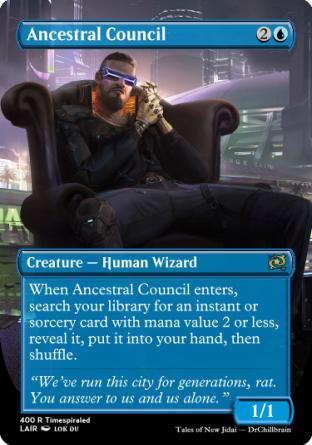 Ancestral Council 2
Creature — Human Wizard
When Ancestral Council enters,
search your library for an instant or
sorcery card with mana value 2 or less,
reveal it, put it into your hand, then
shuffle.
“We’ve run this city for generations, rat.
You answer to us and us alone.”
1/1
400 R Timespiraled
LAIR LOK DU
Tales of New Jidai — DrChillbrain